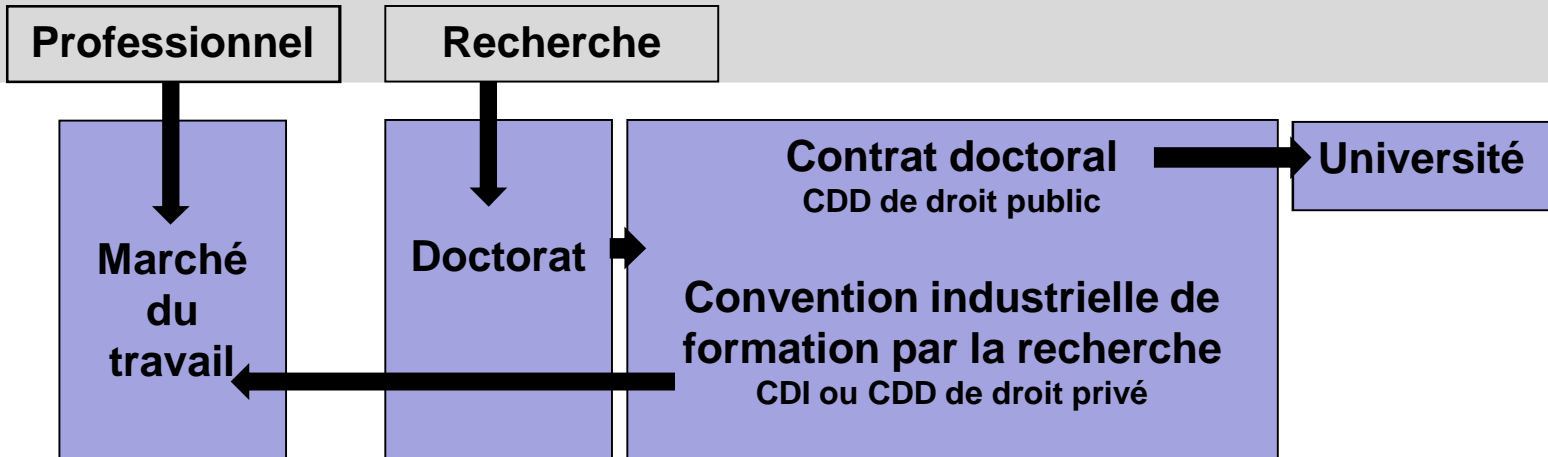 Professionnel
Recherche
Marché
du
travail
Doctorat
Contrat doctoral
CDD de droit public
Convention industrielle de
formation par la recherche
CDI ou CDD de droit privé
Université